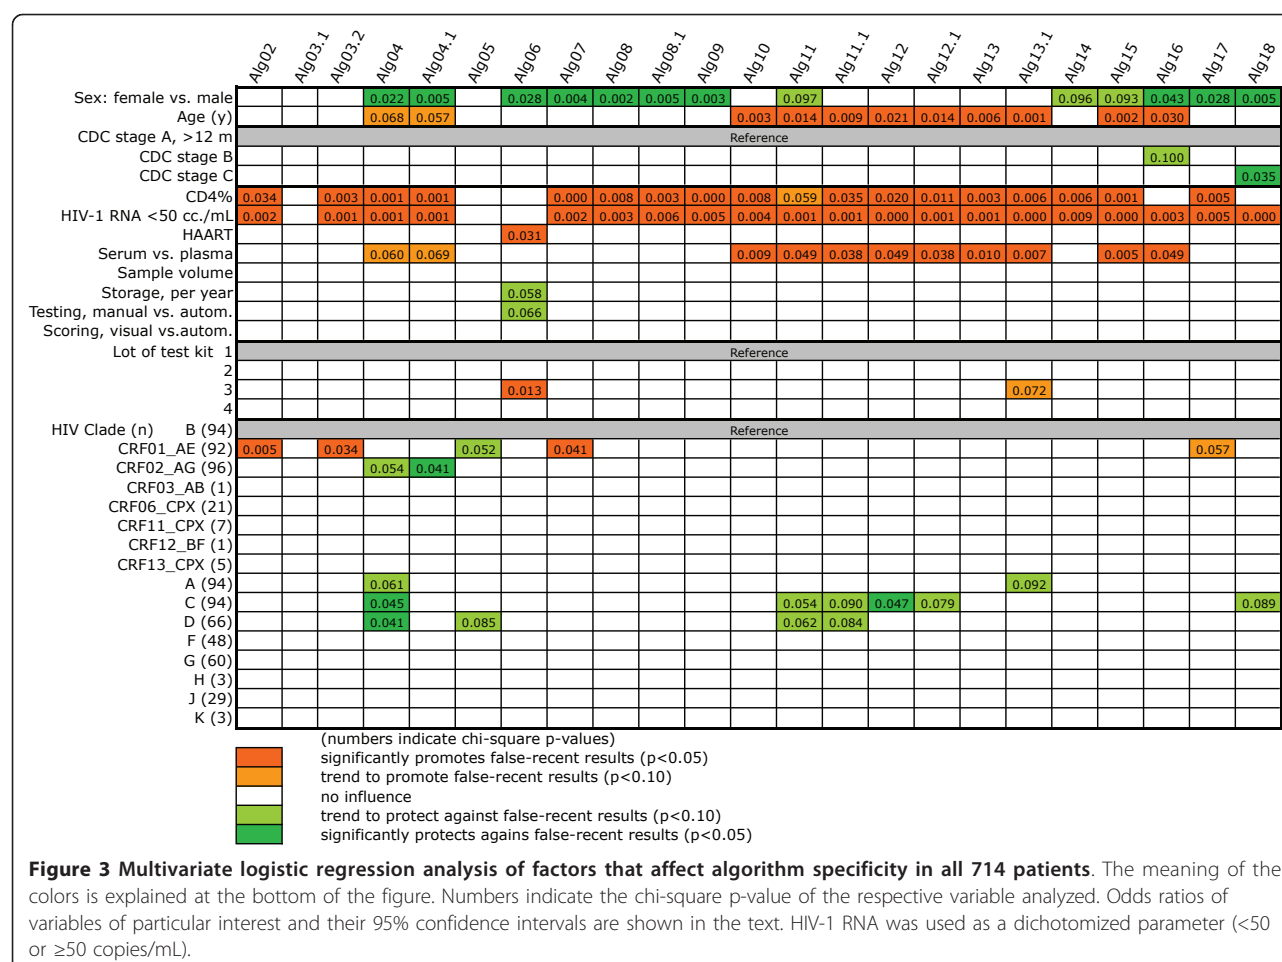 Alg02 Alg03.1 Alg03.2 Alg04 Alg04.1 Alg05 Alg06 Alg07 Alg08 Alg08.1 Alg09 Alg10 Alg11 Alg11.1 Alg12 Alg12.1 Alg13 Alg13.1 Alg14 Alg15 Alg16 Alg17 Alg18
Sex: female vs. male 0.022 0.005 0.028 0.004 0.002 0.005 0.003 0.097 0.096 0.093 0.043 0.028 0.005
Age (y) 0.068 0.057 0.003 0.014 0.009 0.021 0.014 0.006 0.001 0.002 0.030
CDC stage A, >12 m Reference
CDC stage B 0.100
CDC stage C 0.035
CD4% 0.034 0.003 0.001 0.001 0.000 0.008 0.003 0.000 0.008 0.059 0.035 0.020 0.011 0.003 0.006 0.006 0.001 0.005
HIV-1 RNA <50 cc./mL 0.002 0.001 0.001 0.001 0.002 0.003 0.006 0.005 0.004 0.001 0.001 0.000 0.001 0.001 0.000 0.009 0.000 0.003 0.005 0.000
HAART 0.031
Serum vs. plasma 0.060 0.069 0.009 0.049 0.038 0.049 0.038 0.010 0.007 0.005 0.049
Sample volume
Storage, per year 0.058
Testing, manual vs. autom. 0.066
Scoring, visual vs.autom.
Lot of test kit 1 Reference
2
3 0.013 0.072
4
HIV Clade (n) B (94) Reference
CRF01_AE (92) 0.005 0.034 0.052 0.041 0.057
CRF02_AG (96) 0.054 0.041
CRF03_AB (1)
CRF06_CPX (21)
CRF11_CPX (7)
CRF12_BF (1)
CRF13_CPX (5)
A (94) 0.061 0.092
C (94) 0.045 0.054 0.090 0.047 0.079 0.089
D (66) 0.041 0.085 0.062 0.084
F (48)
G (60)
H (3)
J (29)
K (3)
(numbers indicate chi-square p-values)
significantly promotes false-recent results (p<0.05)
trend to promote false-recent results (p<0.10)
no influence
trend to protect against false-recent results (p<0.10)
significantly protects agains false-recent results (p<0.05)
Figure 3 Multivariate logistic regression analysis of factors that affect algorithm specificity in all 714 patients. The meaning of the
colors is explained at the bottom of the figure. Numbers indicate the chi-square p-value of the respective variable analyzed. Odds ratios of
variables of particular interest and their 95% confidence intervals are shown in the text. HIV-1 RNA was used as a dichotomized parameter (<50
or ≥50 copies/mL).